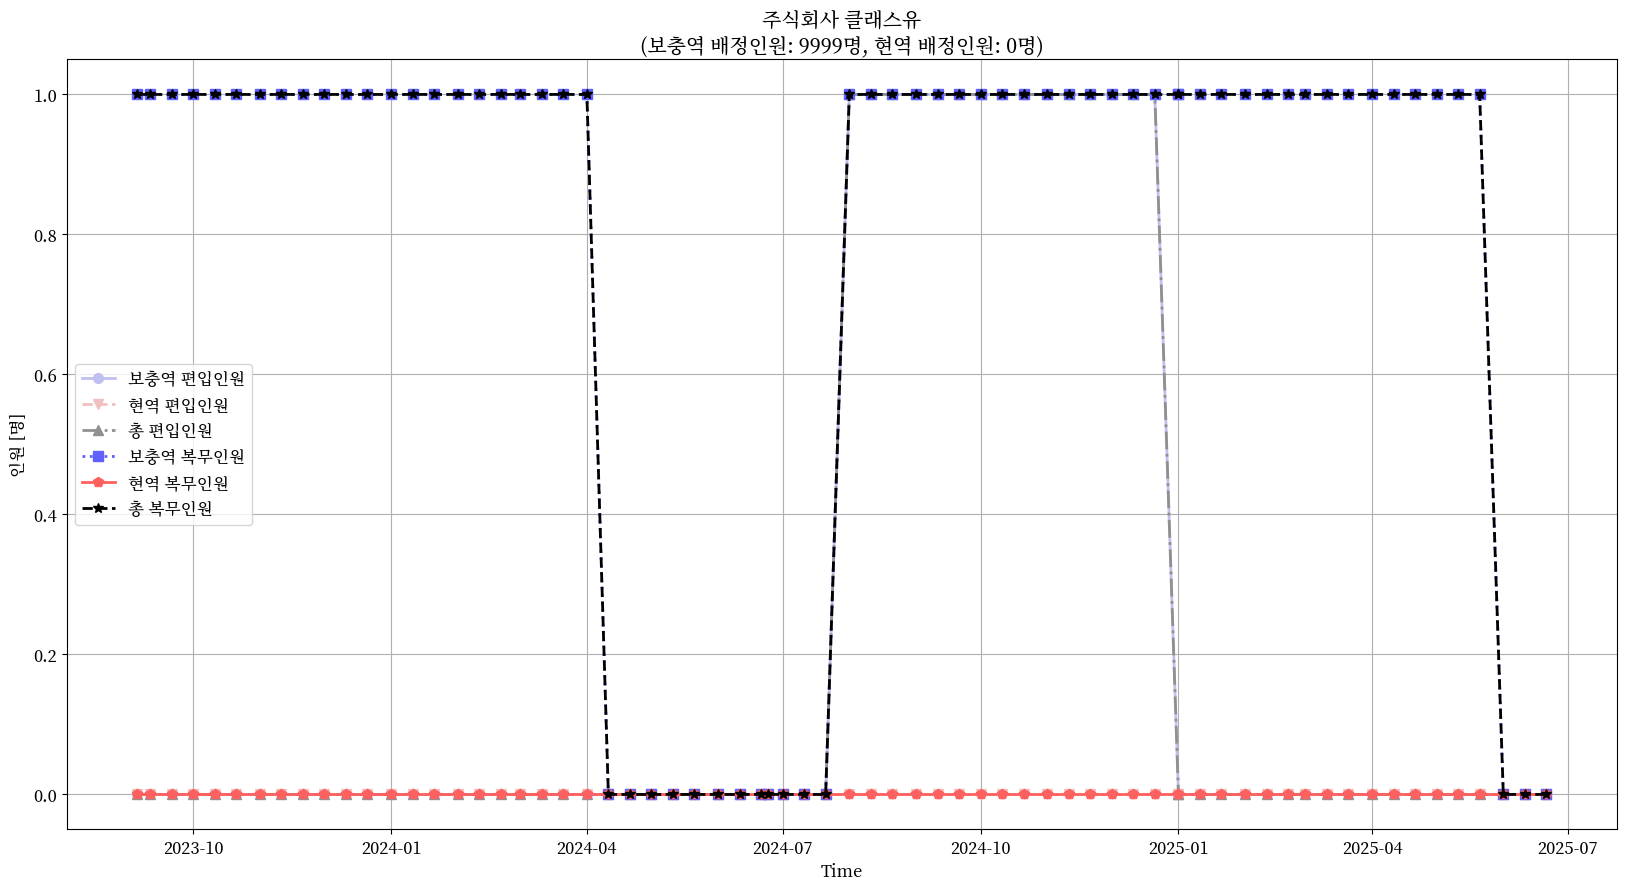 주식회사 클래스유
(보충역 배정인원: 9999명, 현역 배정인원: 0명)
인원 [명]
1.0
0.8
0.6
0.4
0.2
0.0
보충역 편입인원
현역 편입인원
총 편입인원
보충역 복무인원
현역 복무인원
총 복무인원
2023-10
2024-01
2024-04
2024-07
2024-10
2025-01
2025-04
2025-07
Time